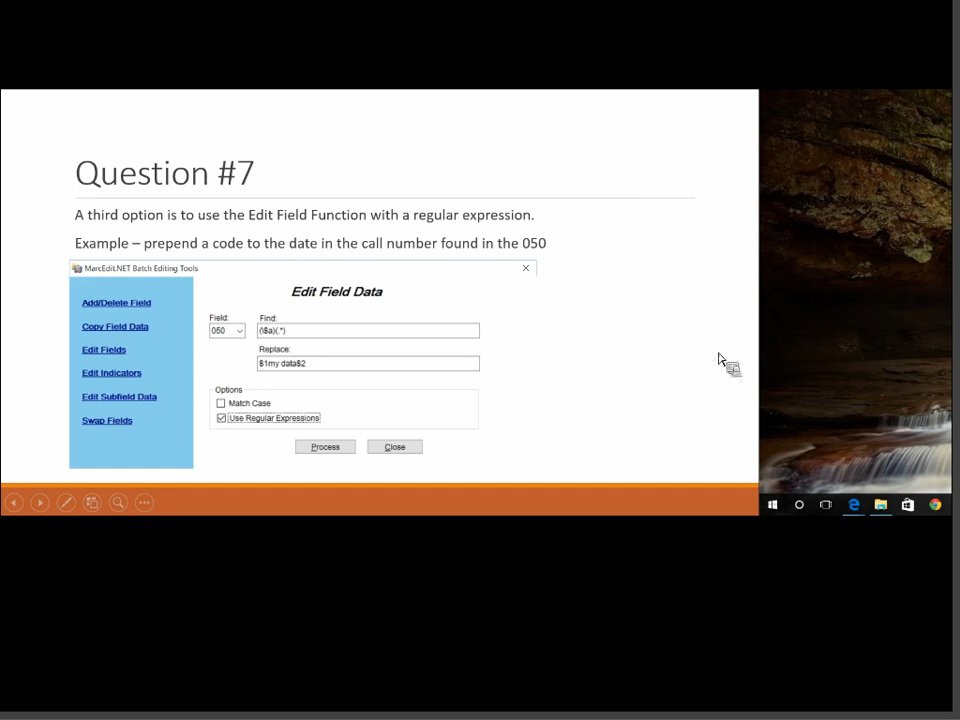 Question #7
A third option is to use the Edit Field Function with a regular expression.
Example – prepend a code to the date in the call number found in the 050
MarcEdit.NET Batch Editing Tools
Edit Field Data
Add/Delete Field
Copy Field Data
Edit Fields
Edit Indicators
Edit Subfield Data
Swap Fields
Field:
050
Find:
(\$a)(.*)
Replace:
$1my data$2
Options
Match Case
Use Regular Expressions
Process
Close